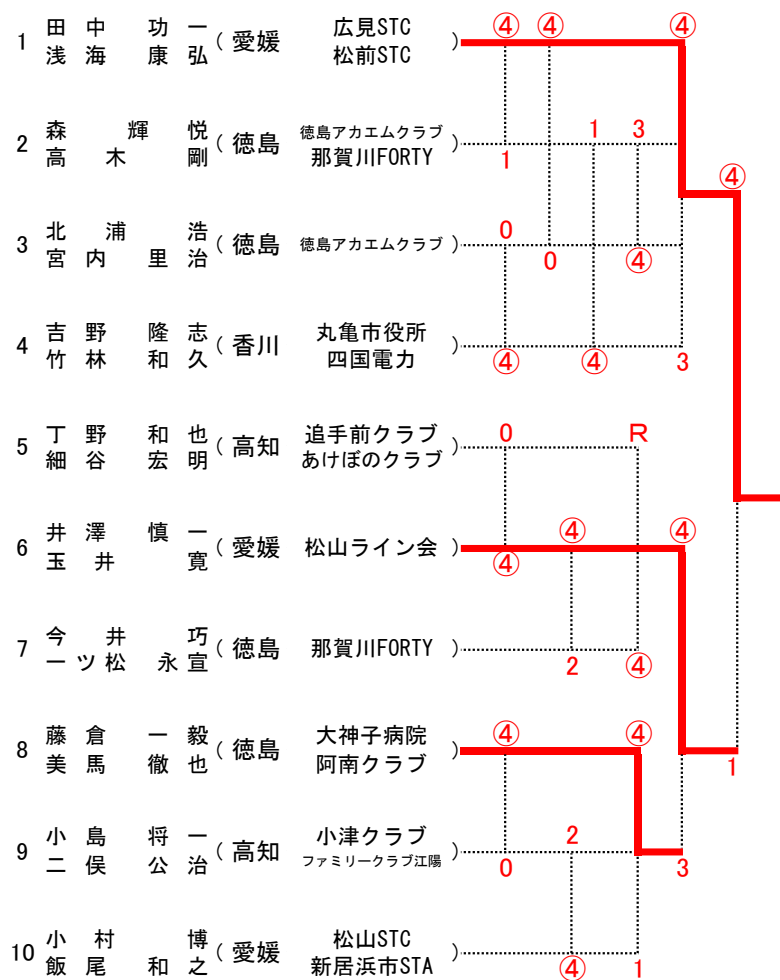 ④ ④ ④
1 田中功一 (愛媛 広見STC )
浅海康弘 松前STC
1 3
2 森輝悦 (徳島 徳島アカエムクラブ )
高木剛 那賀川FORTY
1
④
0
3 北浦浩 (徳島 徳島アカエムクラブ )
宮内里治
0 ④
4 吉野隆志 (香川 丸亀市役所 )
竹林和久 四国電力
④ ④ 3
0 R
5 丁野和也 (高知 追手前クラブ )
細谷宏明 あけぼのクラブ
④ ④
6 井澤慎一 (愛媛 松山ライン会 )
玉井寛
④
7 今井巧 (徳島 那賀川FORTY )
一ツ松永宣
2 ④
④ ④
8 藤倉一毅 (徳島 大神子病院 )
美馬徹也 阿南クラブ
1
2
9 小島将一 (高知 小津クラブ )
二俣公治 ファミリークラブ江陽
0 3
10 小村博 (愛媛 松山STC )
飯尾和之 新居浜市STA
④ 1